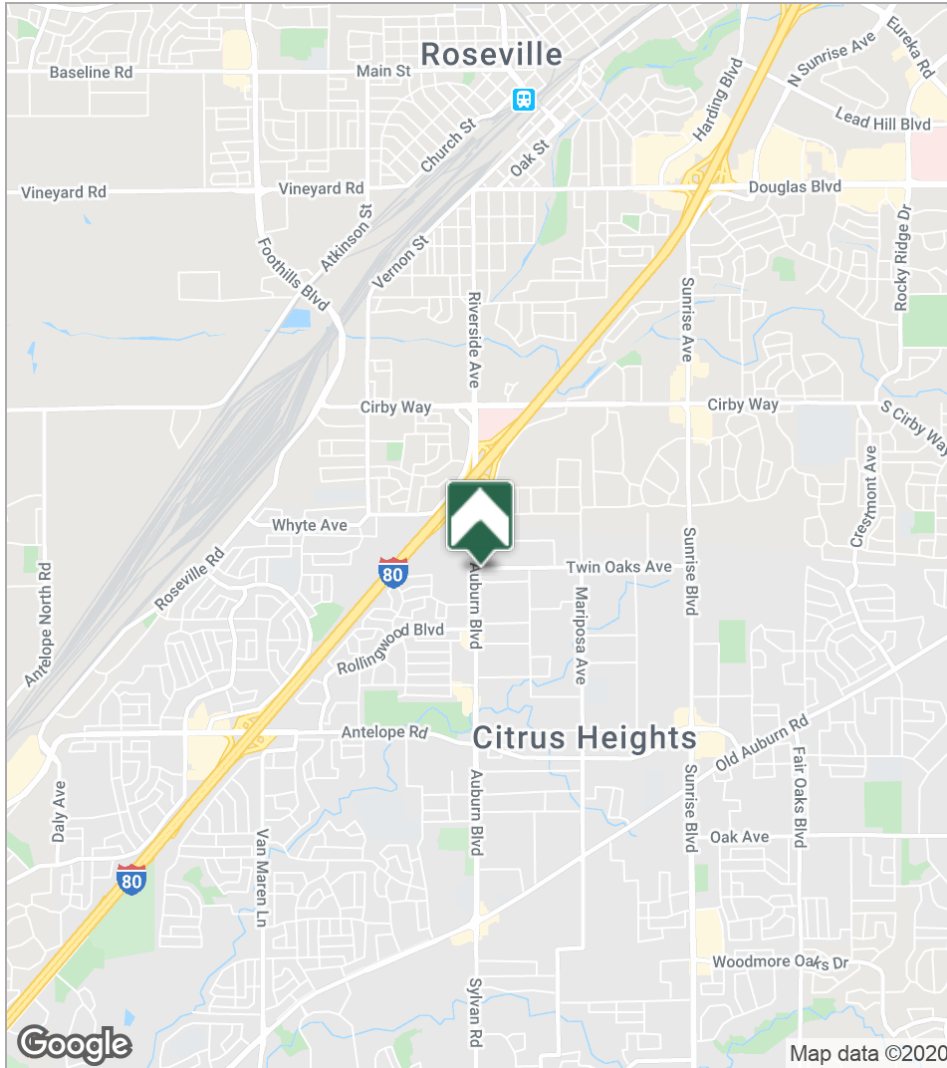 Roseville
Baseline Rd
Main St
Eureka Rd
N Sunrise Ave
Harding Blvd
Lead Hill Blvd
Church St
Oak St
Vineyard Rd
Vineyard Rd
Douglas Blvd
Atkinson St
Vernon St
Foothills Blvd
Rocky Ridge Dr
Riverside Ave
Sunrise Ave
Cirby Way
Cirby Way
S Cirby Way
Crestmont Ave
Whyte Ave
Roseville Rd
Antelope North Rd
80
Auburn Blvd
Twin Oaks Ave
Sunrise Blvd
Mariposa Ave
Rollingwood Blvd
Antelope Rd
Citrus Heights
Old Auburn Rd
Daly Ave
Auburn Blvd
Sunrise Blvd
Fair Oaks Blvd
Van Maren Ln
Oak Ave
80
Woodmore Oaks Dr
Sylvan Rd
Google
Map data ©2020